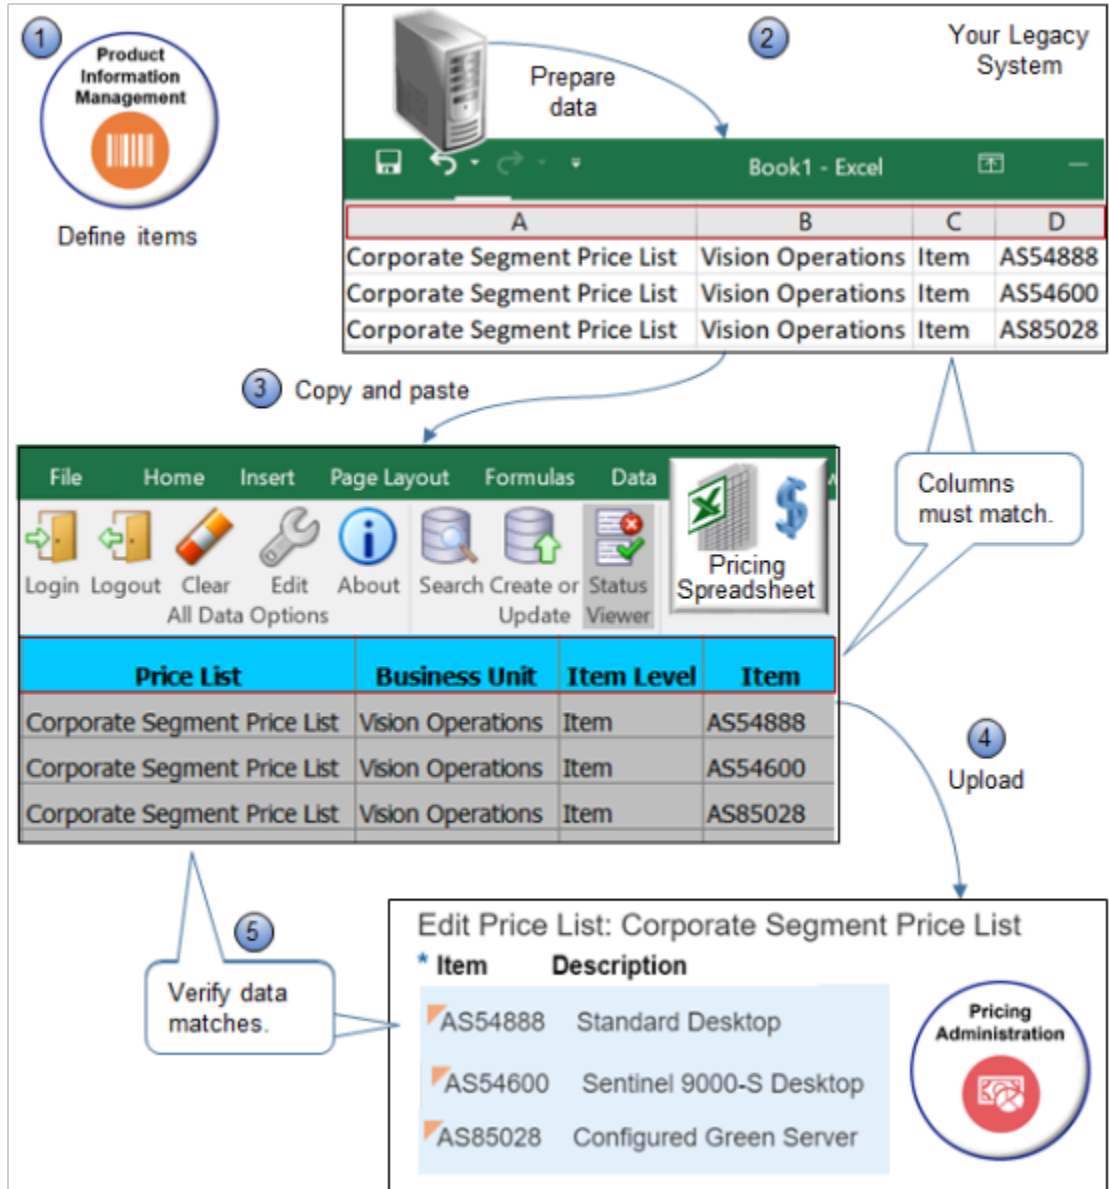 1
Product
Information
Management
Define items
2
Your Legacy
System
Prepare
data
Book1 - Excel
A B C D
Corporate Segment Price List Vision Operations Item AS54888
Corporate Segment Price List Vision Operations Item AS54600
Corporate Segment Price List Vision Operations Item AS85028
3 Copy and paste
Columns
must match.
File Home Insert Page Layout Formulas Data
Login Logout Clear Edit About Search Create or Status
All Data Options Update Viewer
Pricing
Spreadsheet
Price List Business Unit Item Level Item
Corporate Segment Price List Vision Operations Item AS54888
Corporate Segment Price List Vision Operations Item AS54600
Corporate Segment Price List Vision Operations Item AS85028
4
Upload
5
Verify data
matches.
Edit Price List: Corporate Segment Price List
* Item Description
AS54888 Standard Desktop
AS54600 Sentinel 9000-S Desktop
AS85028 Configured Green Server
Pricing
Administration